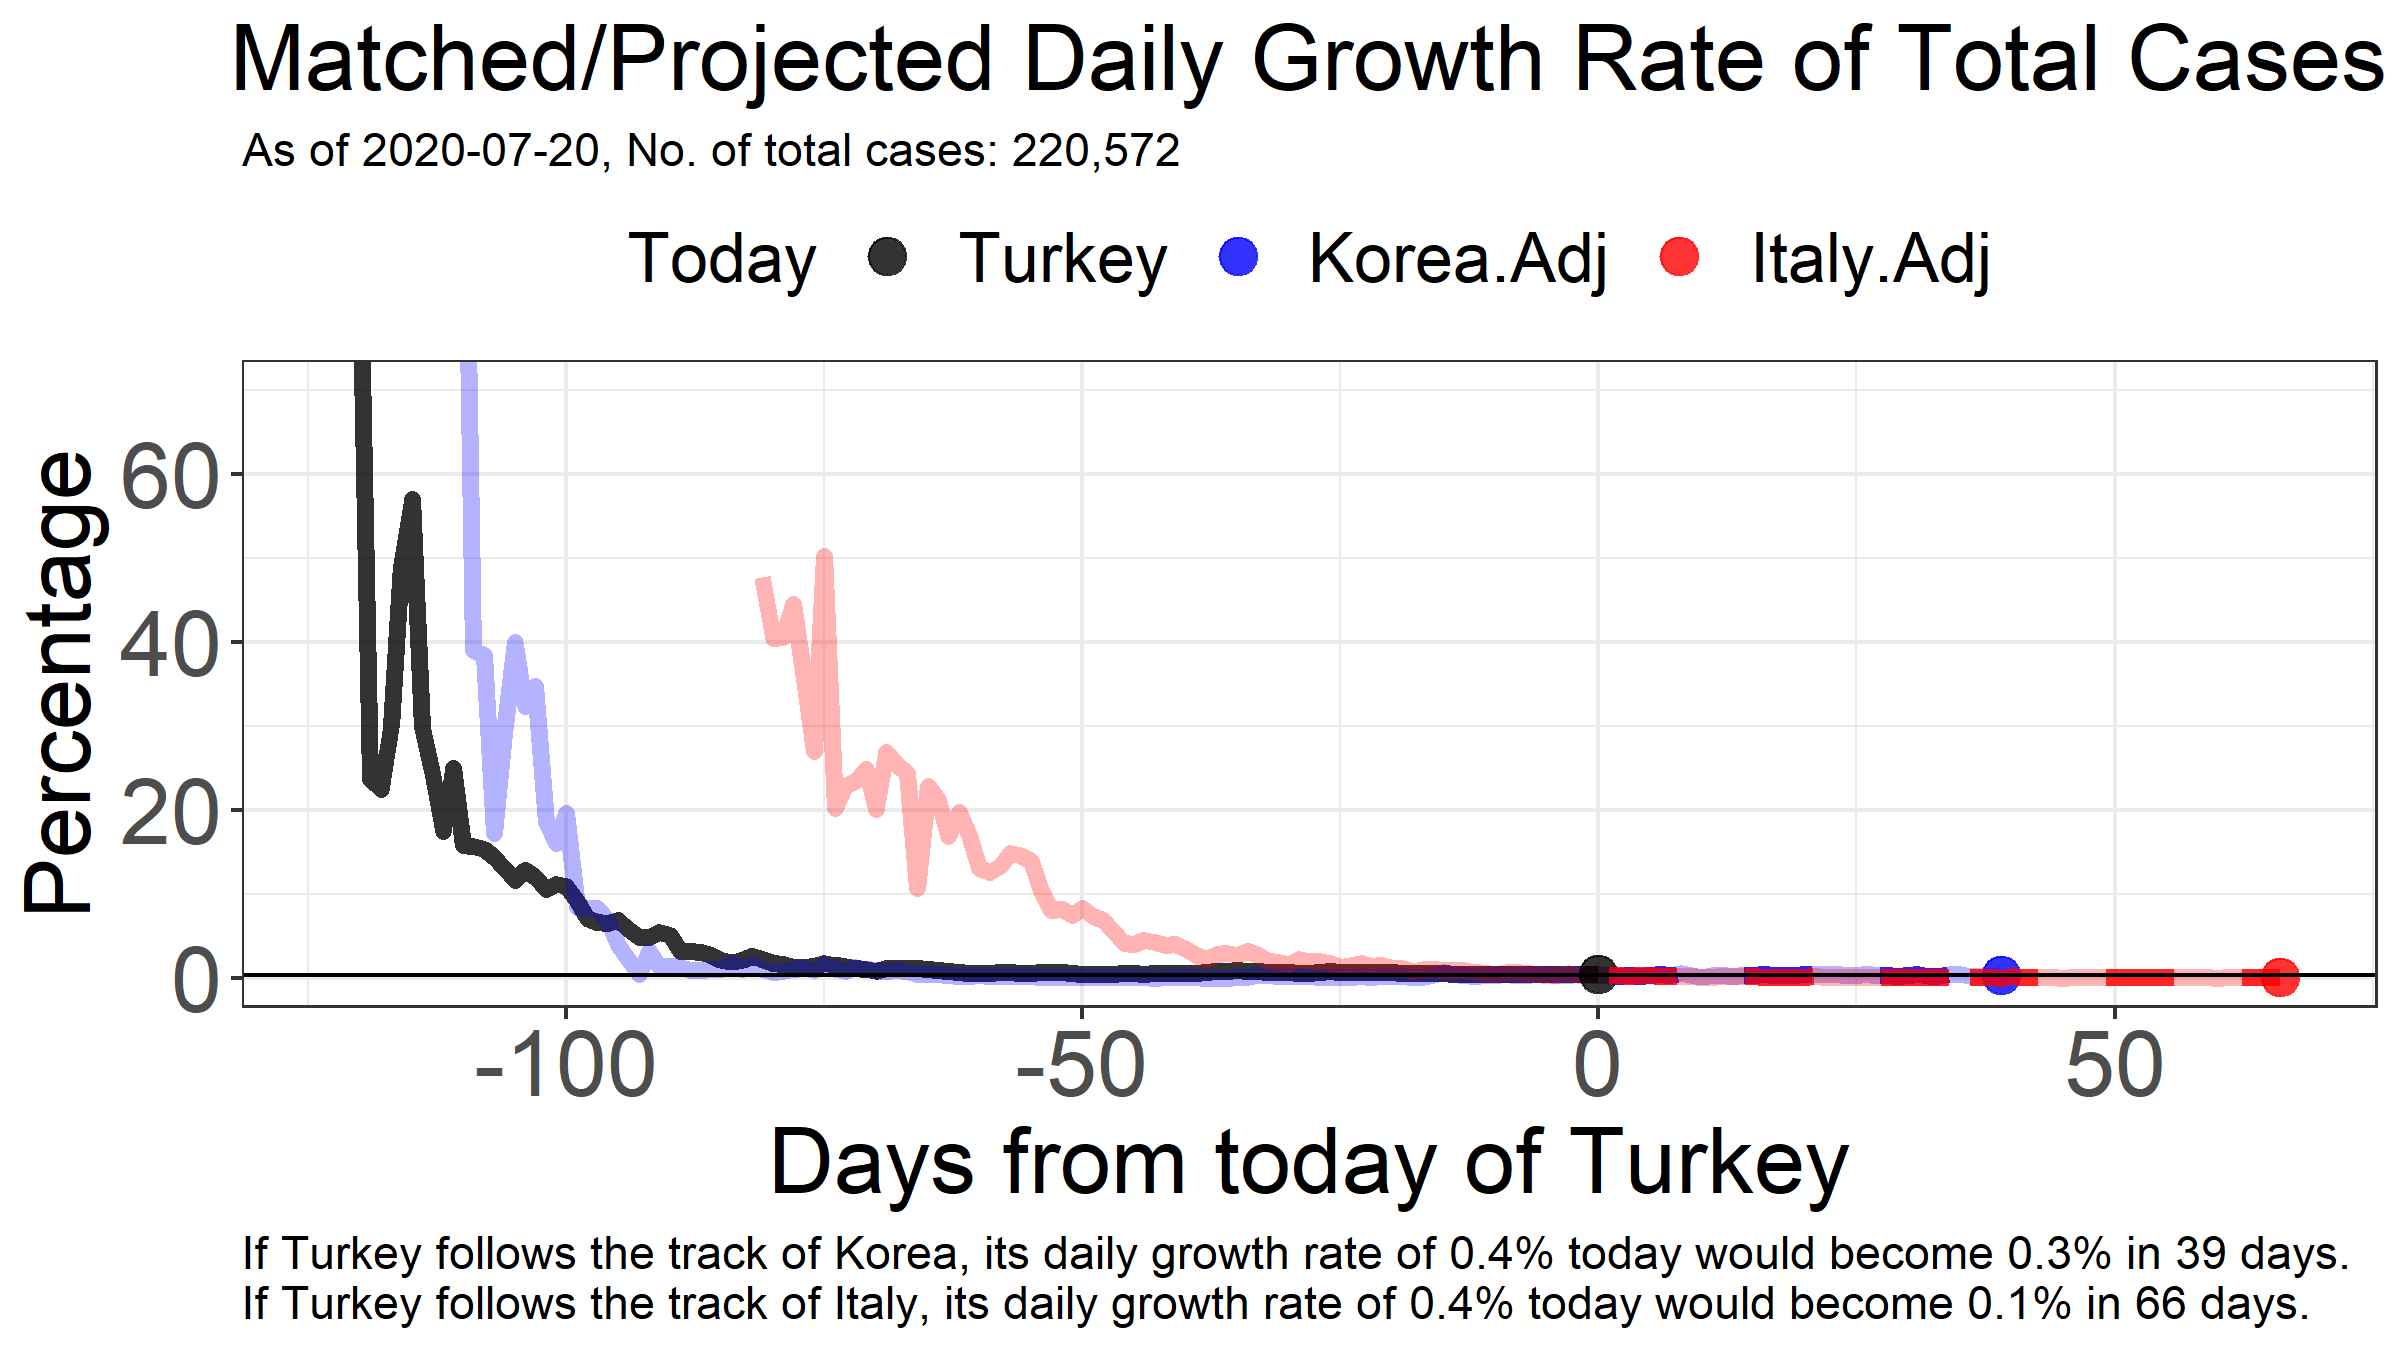 Matched/Projected Daily Growth Rate of Total Cases
As of 2020-07-20, No. of total cases: 220,572
Today Turkey Korea.Adj Italy.Adj
Percentage
60
40
20
0
-100 -50 0 50
Days from today of Turkey
If Turkey follows the track of Korea, its daily growth rate of 0.4% today would become 0.3% in 39 days.
If Turkey follows the track of Italy, its daily growth rate of 0.4% today would become 0.1% in 66 days.